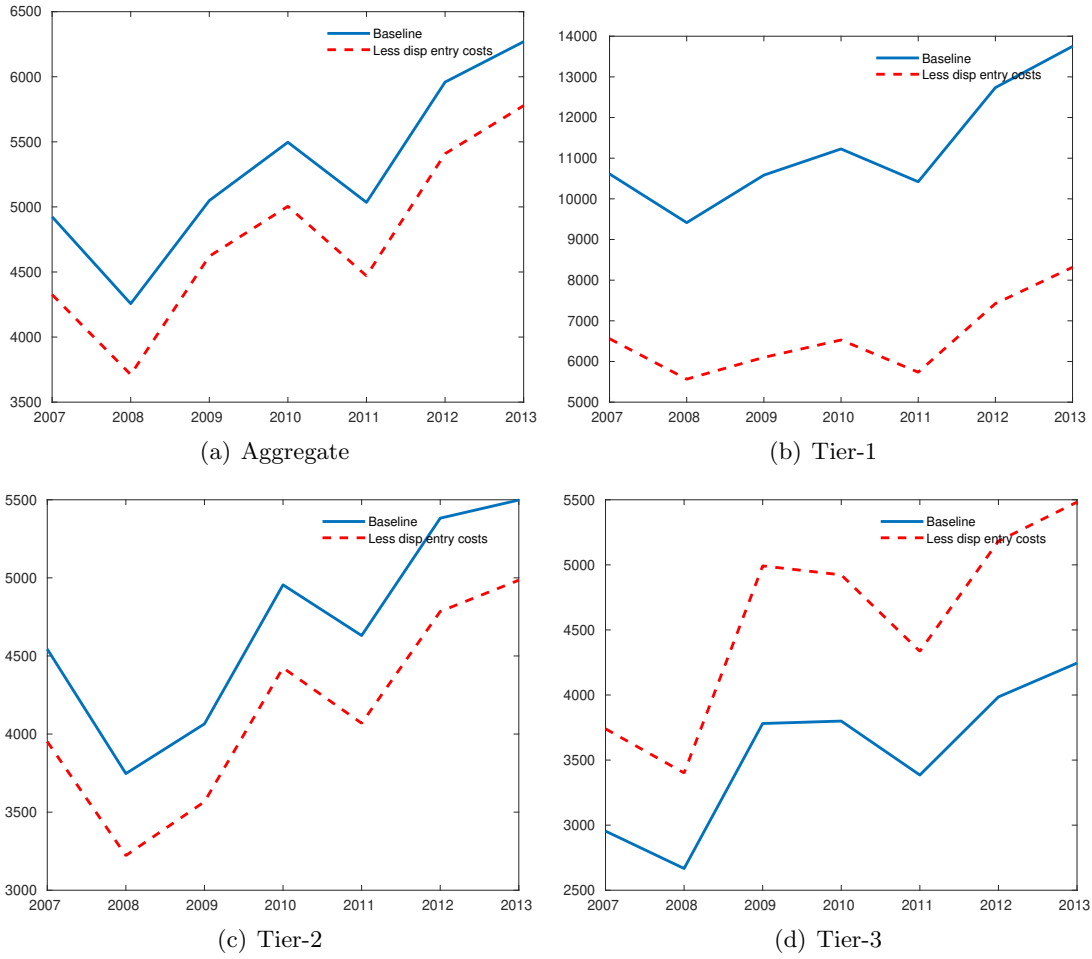 6500
6000
5500
5000
4500
4000
3500
Baseline
Less disp entry costs
2007 2008 2009 2010 2011 2012 2013
(a) Aggregate
14000
13000
12000
11000
10000
9000
8000
7000
6000
5000
Baseline
Less disp entry costs
2007 2008 2009 2010 2011 2012 2013
(b) Tier-1
5500
5000
4500
4000
3500
3000
Baseline
Less disp entry costs
2007 2008 2009 2010 2011 2012 2013
(c) Tier-2
5500
5000
4500
4000
3500
3000
2500
Baseline
Less disp entry costs
2007 2008 2009 2010 2011 2012 2013
(d) Tier-3